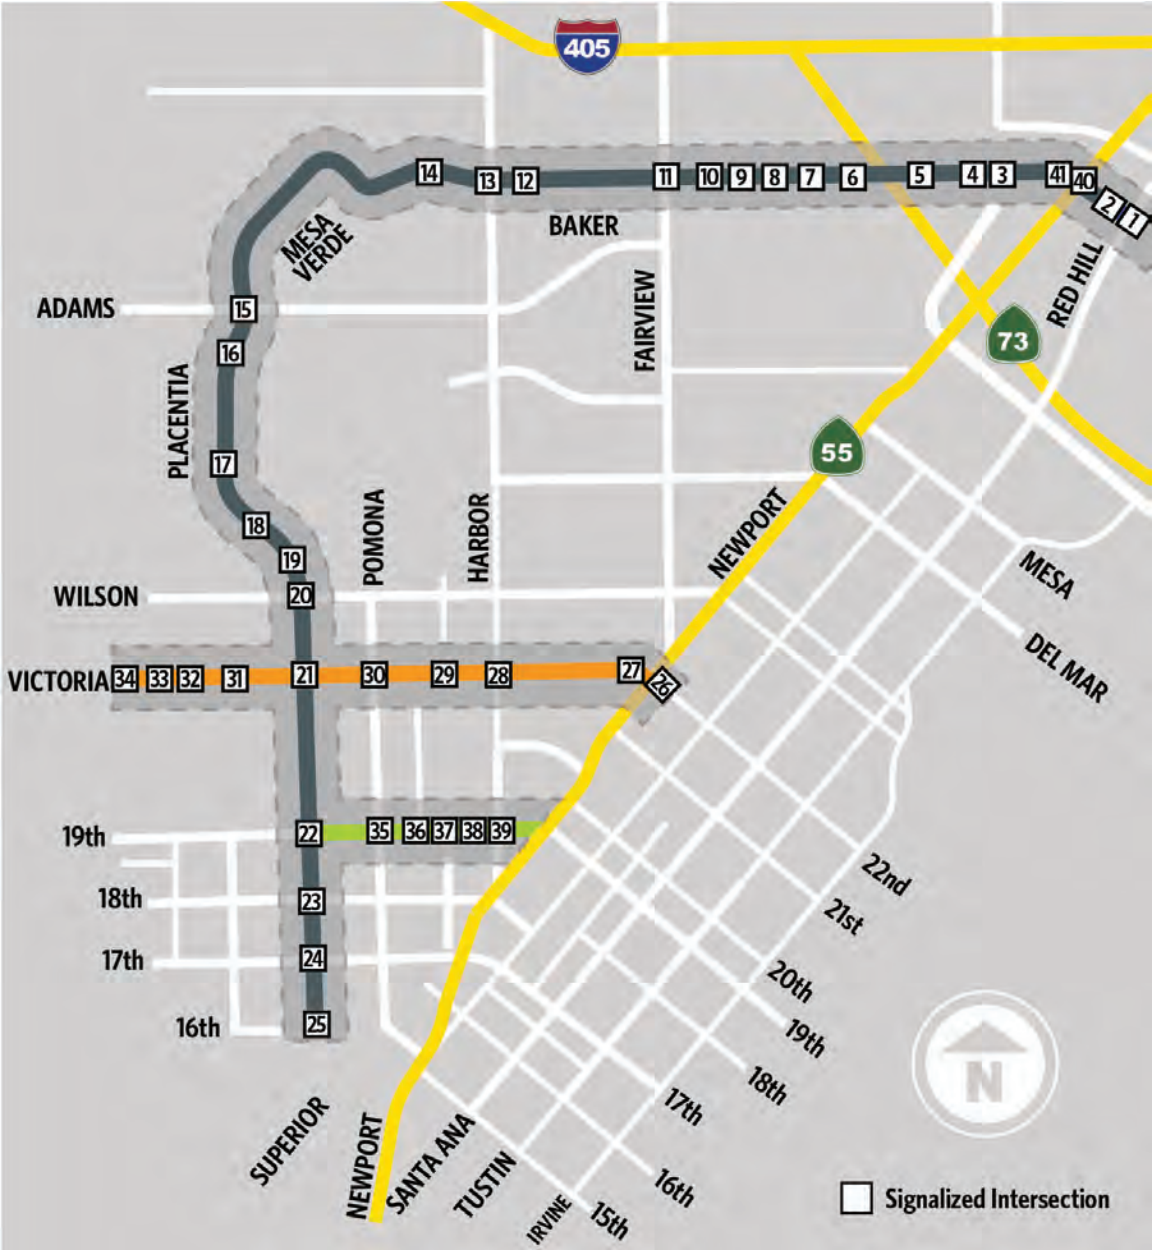 405
14
13
12
11
10
9
8
7
6
5
4
3
41
40
2
1
MESA
VERDE
BAKER
RED HILL
ADAMS
15
FAIRVIEW
73
16
PLACENTIA
17
55
18
POMONA
HARBOR
NEWPORT
19
MESA
WILSON
20
DEL MAR
VICTORIA
34
33
32
31
21
30
29
28
27
26
19th
22
35
36
37
38
39
22nd
18th
23
21st
17th
24
20th
16th
25
19th
18th
17th
SUPERIOR
NEWPORT
SANTA ANA
TUSTIN
IRVINE
16th
15th
N
Signalized Intersection